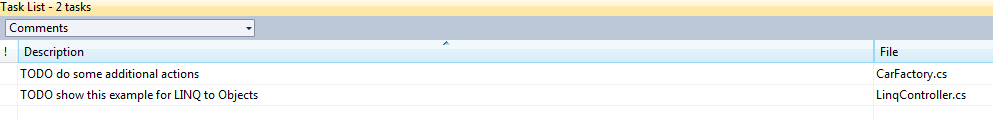 Task List - 2 tasks
Comments
! Description File
TODO do some additional actions CarFactory.cs
TODO show this example for LINQ to Objects LinqController.cs